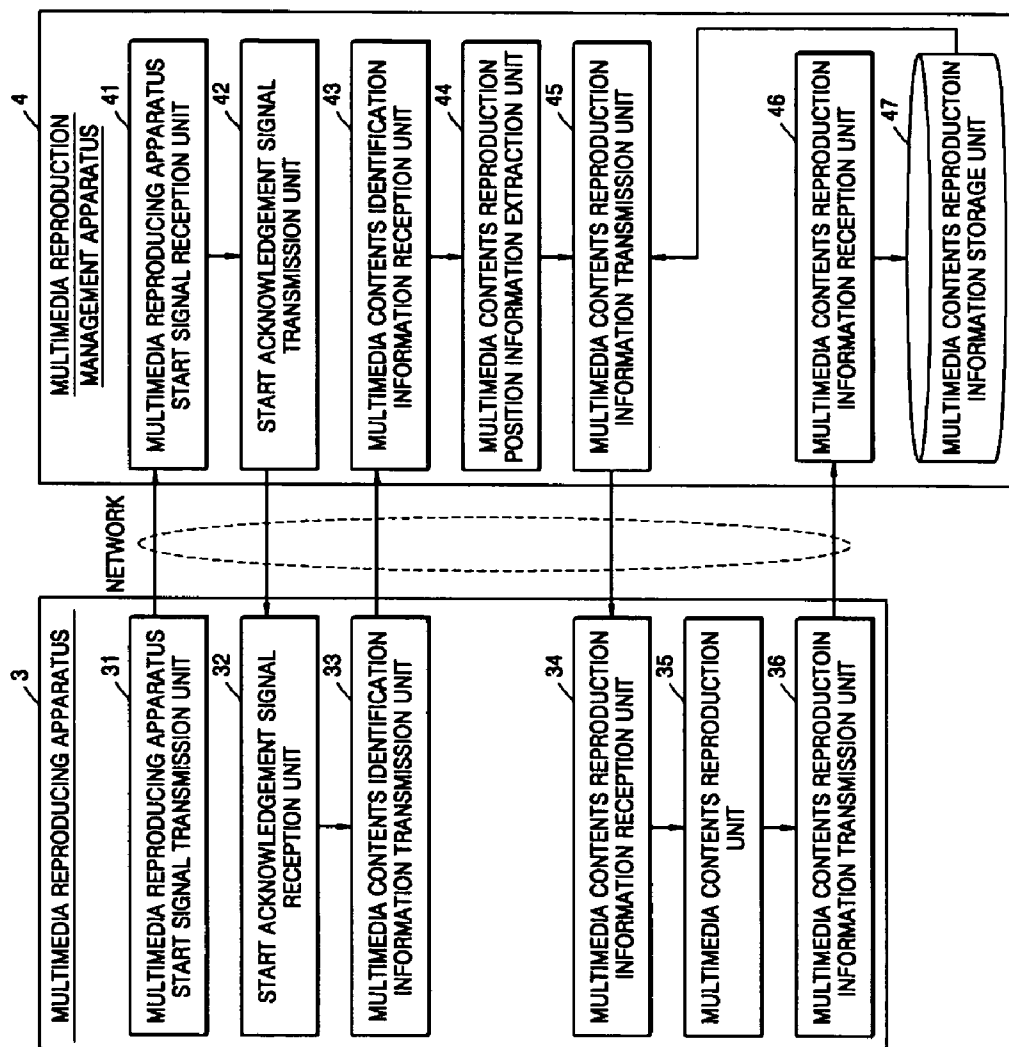 3
MULTIMEDIA REPRODUCING APPARATUS
31
MULTIMEDIA REPRODUCING APPARATUS
START SIGNAL TRANSMISSION UNIT
32
START ACKNOWLEDGEMENT SIGNAL
RECEPTION UNIT
33
MULTIMEDIA CONTENTS IDENTIFICATION
INFORMATION TRANSMISSION UNIT
34
MULTIMEDIA CONTENTS REPRODUCTION
INFORMATION RECEPTION UNIT
35
MULTIMEDIA CONTENTS REPRODUCTION
UNIT
36
MULTIMEDIA CONTENTS REPRODUCTOIN
INFORMATION TRANSMISSION UNIT
NETWORK
4
MULTIMEDIA REPRODUCTION
MANAGEMENT APPARATUS
41
MULTIMEDIA REPRODUCING APPARATUS
START SIGNAL RECEPTION UNIT
42
START ACKNOWLEDGEMENT SIGNAL
TRANSMISSION UNIT
43
MULTIMEDIA CONTENTS IDENTIFICATION
INFORMATION RECEPTION UNIT
44
MULTIMEDIA CONTENTS REPRODUCTION
POSITION INFORMATION EXTRACTION UNIT
45
MULTIMEDIA CONTENTS REPRODUCTION
INFORMATION TRANSMISSION UNIT
46
MULTIMEDIA CONTENTS REPRODUCTION
INFORMATION RECEPTION UNIT
47
MULTIMEDIA CONTENTS REPRODUCTOIN
INFORMATION STORAGE UNIT